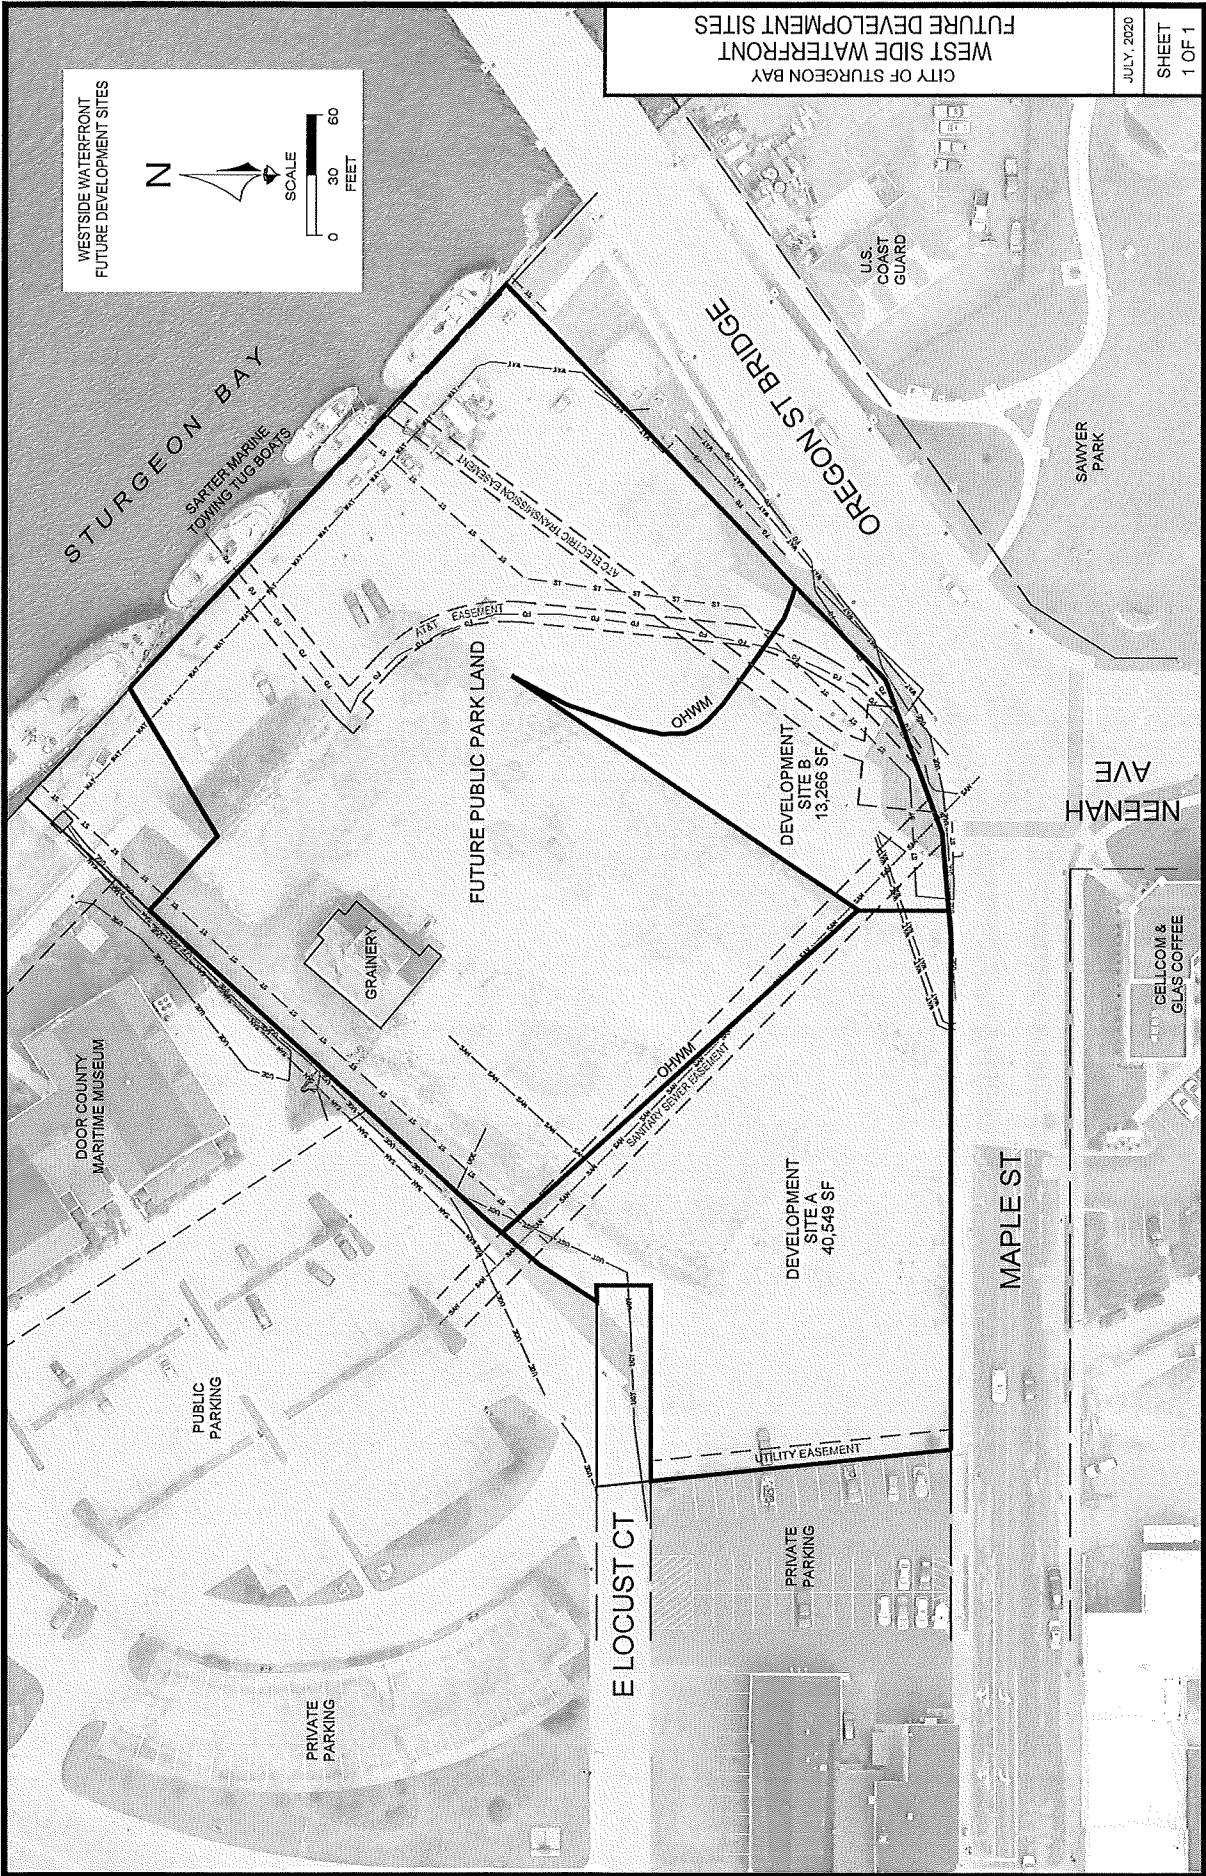 WESTSIDE WATERFRONT
FUTURE DEVELOPMENT SITES
N
SCALE
0 30 60
FEET
CITY OF STURGEON BAY
WEST SIDE WATERFRONT
FUTURE DEVELOPMENT SITES
JULY, 2020
SHEET
1 OF 1
STURGEON BAY
SARTER MARINE
TOWING TUG BOATS
U.S.
COAST
GUARD
OREGON ST BRIDGE
SAWYER
PARK
ATC ELECTRIC TRANSMISSION EASEMENT
AT&T EASEMENT
FUTURE PUBLIC PARK LAND
OHWM
DEVELOPMENT
SITE B
13,266 SF
NEENAH
AVE
GRAINERY
DOOR COUNTY
MARITIME MUSEUM
OHWM
SANITARY SEWER EASEMENT
CELLCOM &
GLAS COFFEE
DEVELOPMENT
SITE A
40,549 SF
MAPLE ST
PUBLIC
PARKING
UTILITY EASEMENT
E LOCUST CT
PRIVATE
PARKING
PRIVATE
PARKING